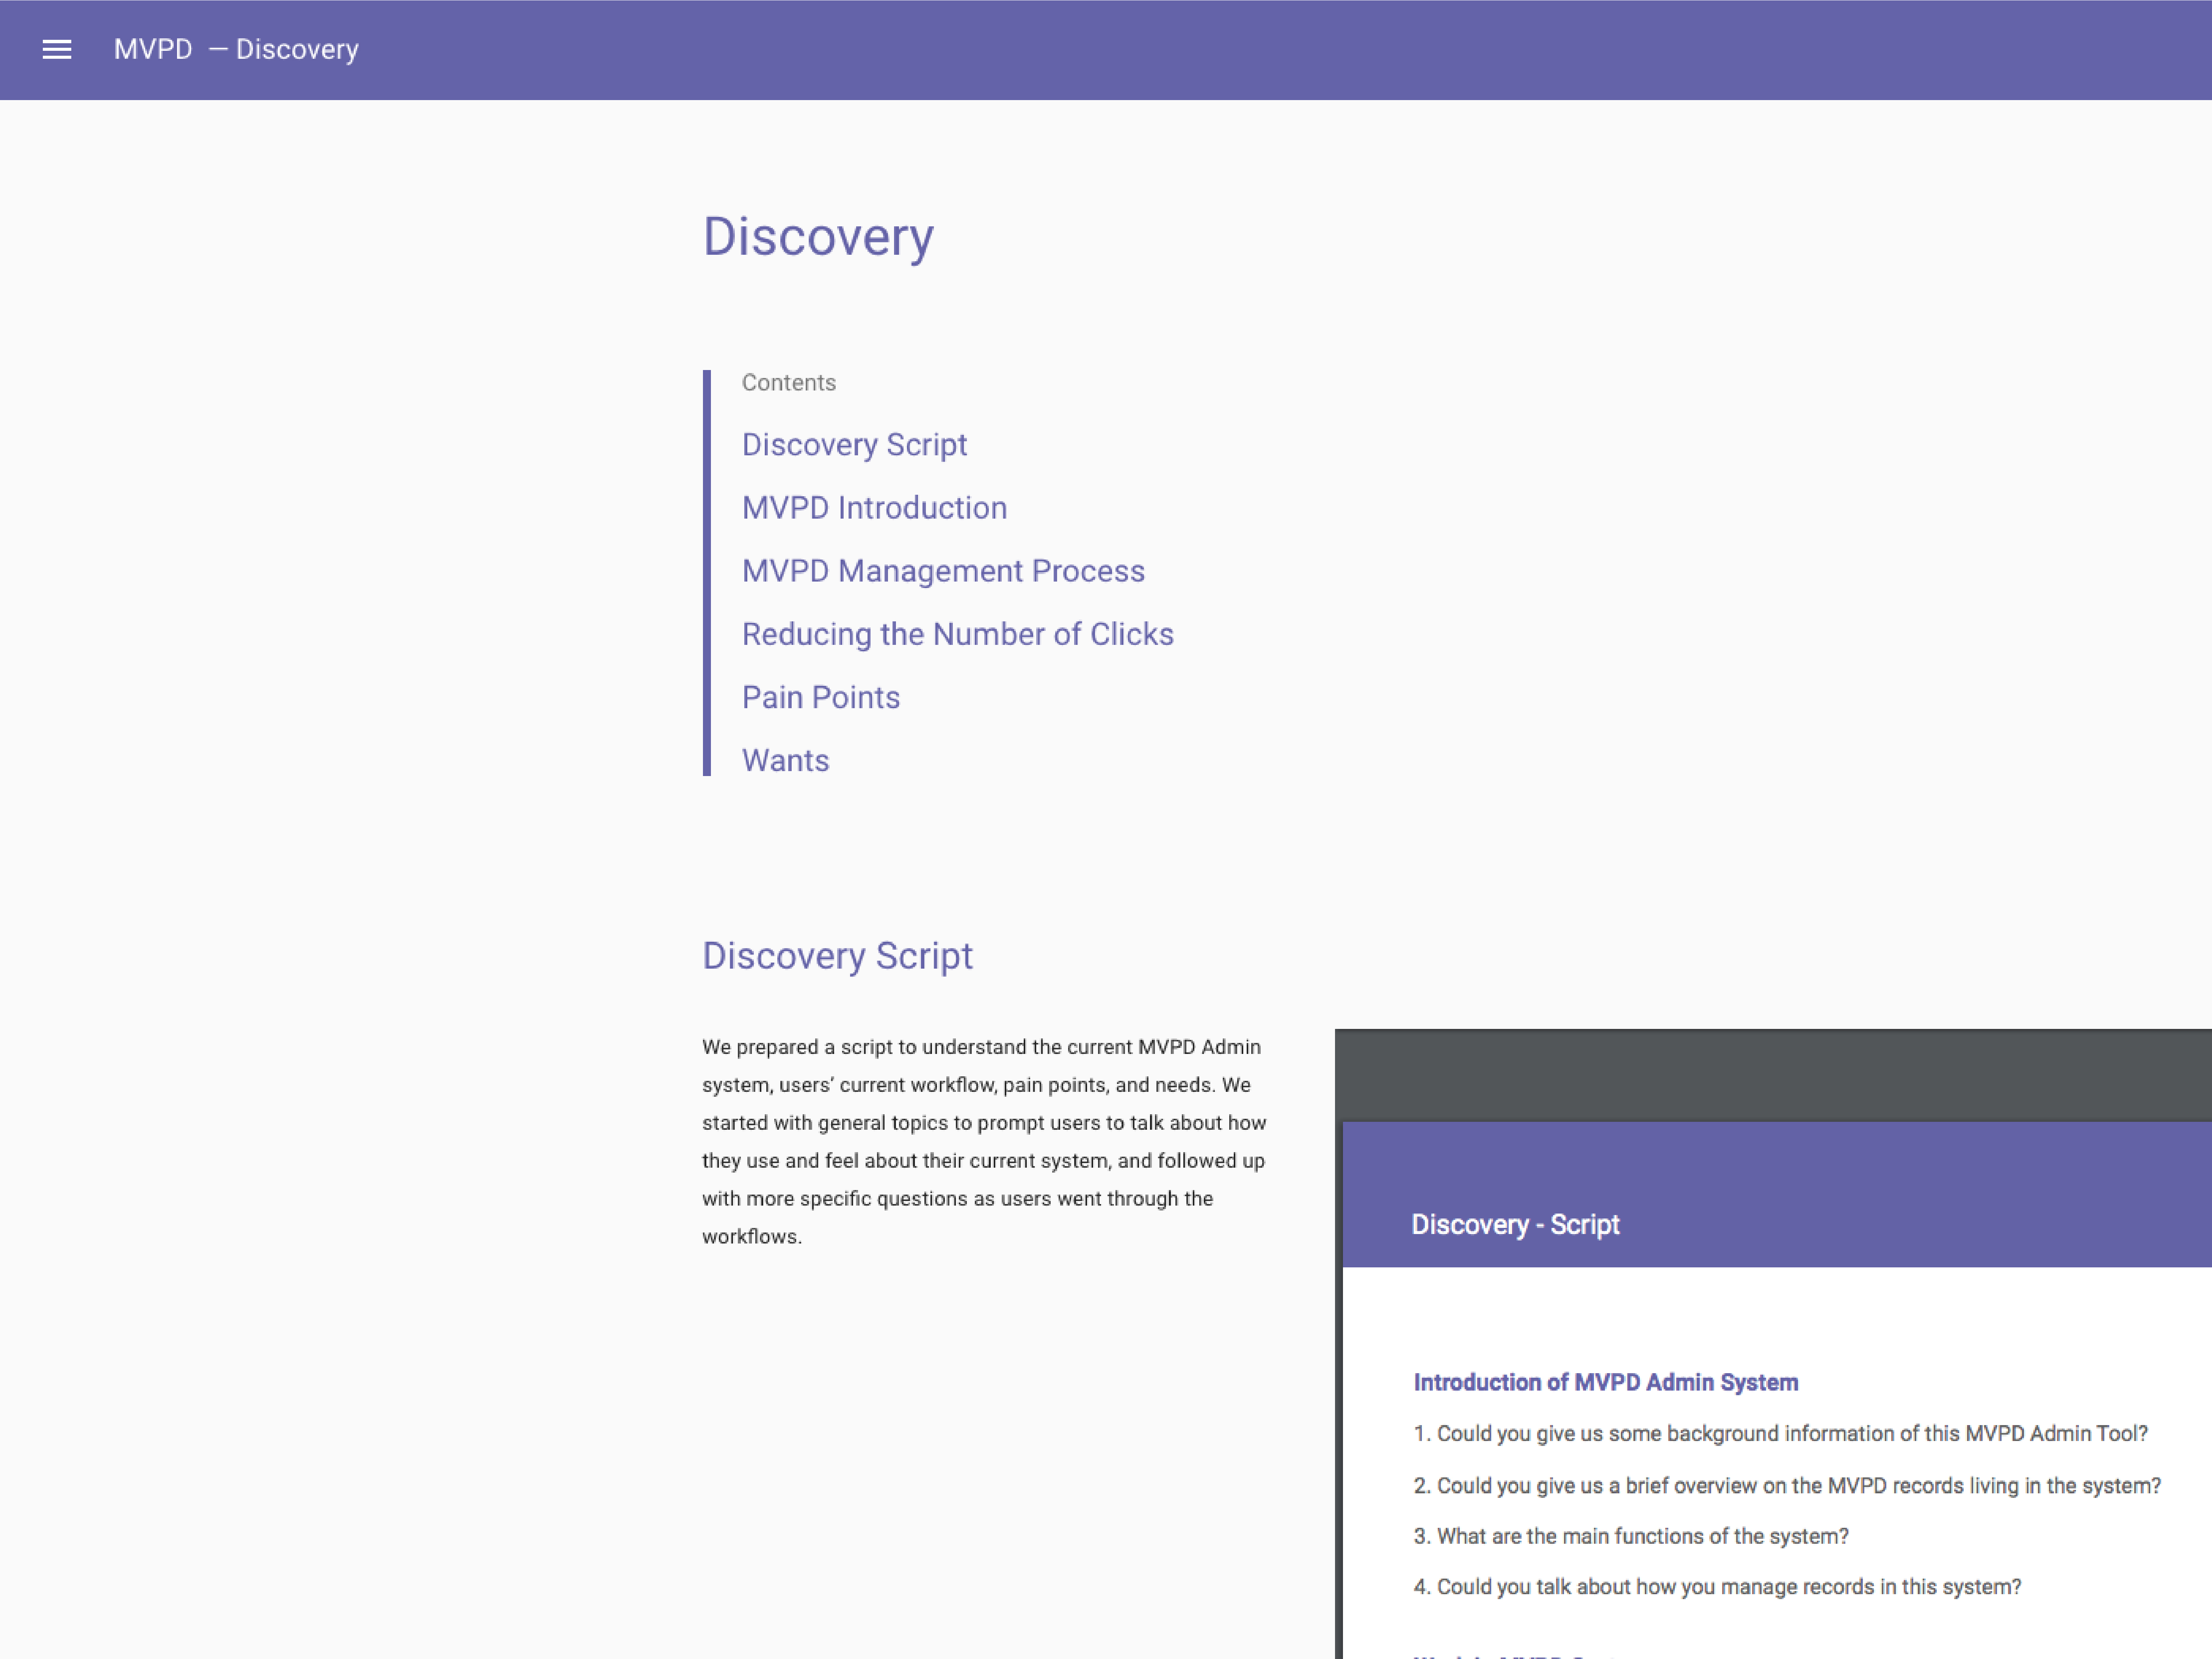 MVPD — Discovery
Discovery
Contents
Discovery Script
MVPD Introduction
MVPD Management Process
Reducing the Number of Clicks
Pain Points
Wants
Discovery Script
We prepared a script to understand the current MVPD Admin
system, users’ current workflow, pain points, and needs. We
started with general topics to prompt users to talk about how
they use and feel about their current system, and followed up
with more specific questions as users went through the
workflows.
Discovery - Script
Introduction of MVPD Admin System
1. Could you give us some background information of this MVPD Admin Tool?
2. Could you give us a brief overview on the MVPD records living in the system?
3. What are the main functions of the system?
4. Could you talk about how you manage records in this system?